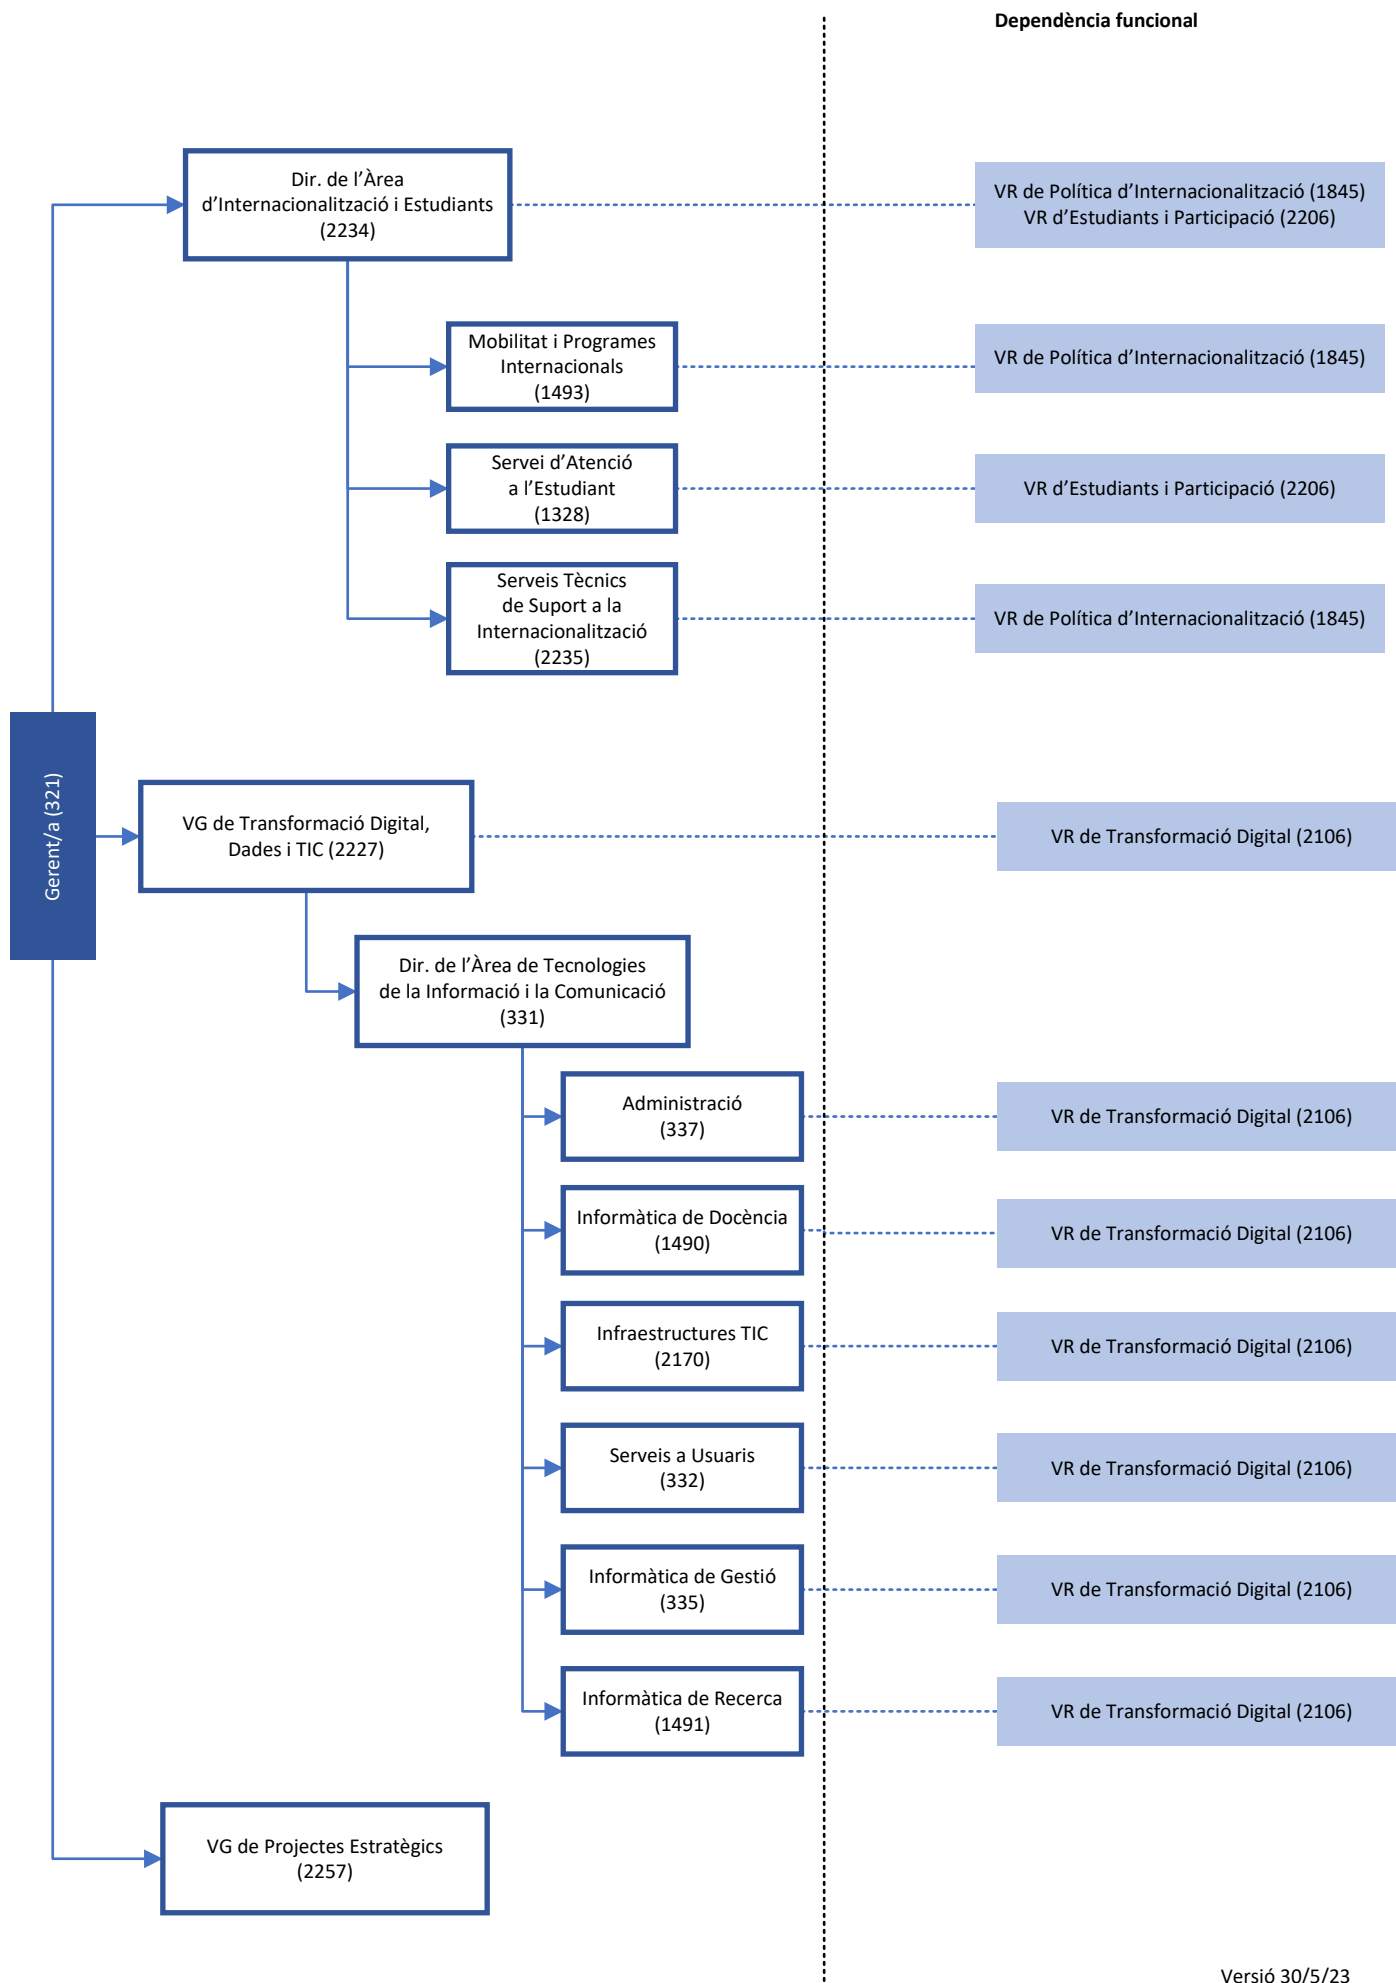 Dependència funcional
Dir. de l’Àrea
d’Internacionalització i Estudiants
(2234)
VR de Política d’Internacionalització (1845)
VR d’Estudiants i Participació (2206)
Mobilitat i Programes
Internacionals
(1493)
VR de Política d’Internacionalització (1845)
Servei d’Atenció
a l’Estudiant
(1328)
VR d’Estudiants i Participació (2206)
Serveis Tècnics
de Suport a la
Internacionalització
(2235)
VR de Política d’Internacionalització (1845)
Gerent/a (321)
VG de Transformació Digital,
Dades i TIC (2227)
VR de Transformació Digital (2106)
Dir. de l’Àrea de Tecnologies
de la Informació i la Comunicació
(331)
Administració
(337)
VR de Transformació Digital (2106)
Informàtica de Docència
(1490)
VR de Transformació Digital (2106)
Infraestructures TIC
(2170)
VR de Transformació Digital (2106)
Serveis a Usuaris
(332)
VR de Transformació Digital (2106)
Informàtica de Gestió
(335)
VR de Transformació Digital (2106)
Informàtica de Recerca
(1491)
VR de Transformació Digital (2106)
VG de Projectes Estratègics
(2257)
Versió 30/5/23